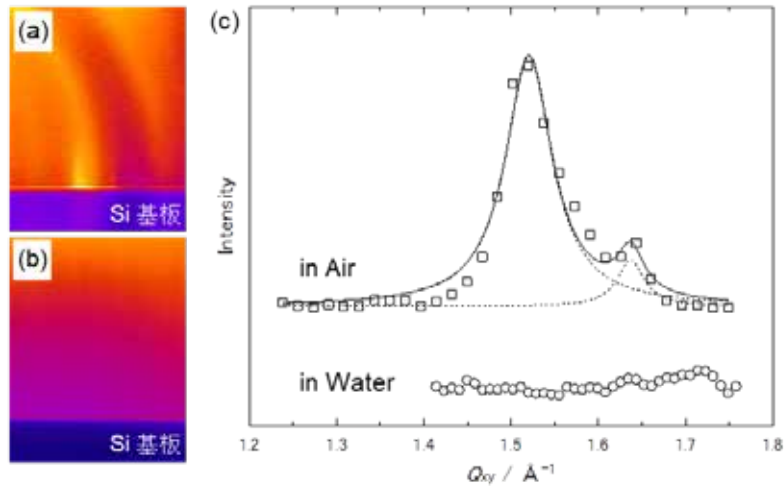 (a)
Si 基板
(b)
Si 基板
(c)
Intensity
in Air
in Water
1.2 1.3 1.4 1.5 1.6 1.7 1.8
Qxy / Å⁻¹